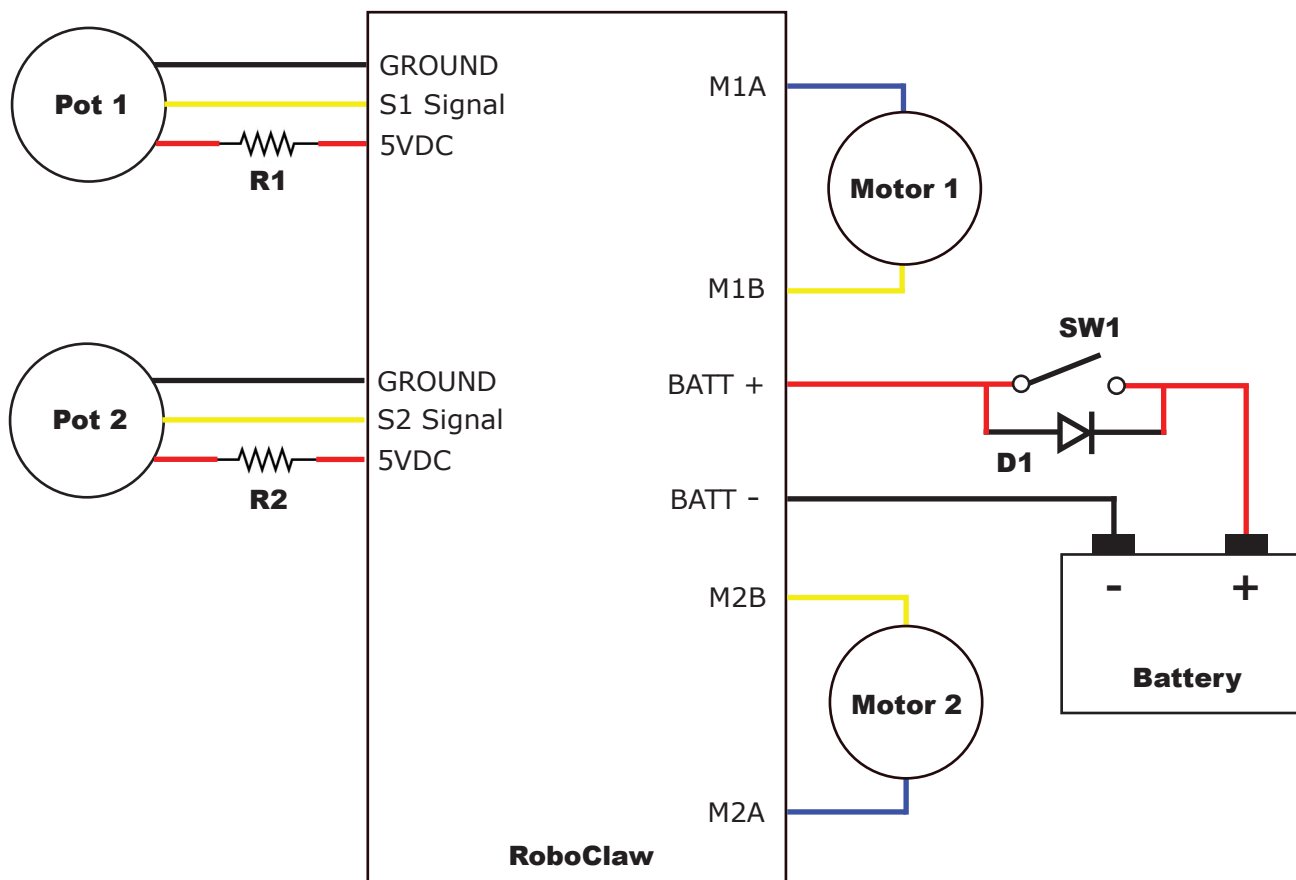 Pot 1
GROUND
S1 Signal
5VDC
R1
Pot 2
GROUND
S2 Signal
5VDC
R2
M1A
Motor 1
M1B
SW1
BATT +
D1
BATT -
- +
Battery
M2B
Motor 2
M2A
RoboClaw